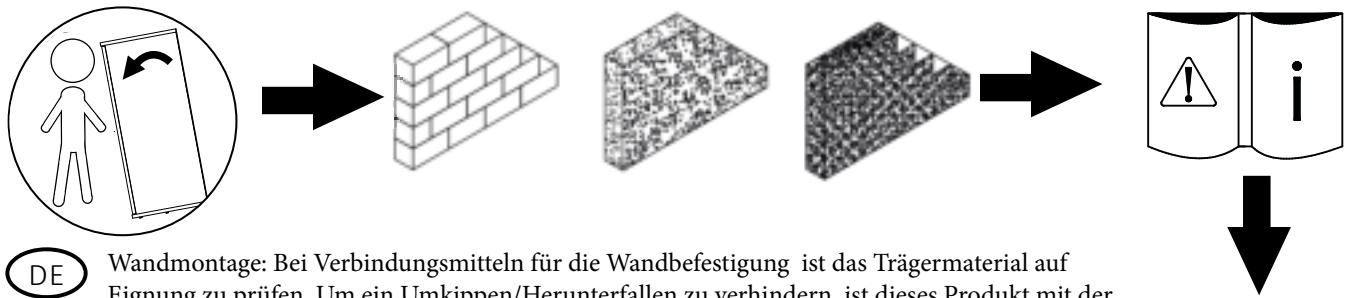 DE
Wandmontage: Bei Verbindungsmitteln für die Wandbefestigung ist das Trägermaterial auf
Eignung zu prüfen. Um ein Umkippen/Herunterfallen zu verhindern, ist dieses Produkt mit der